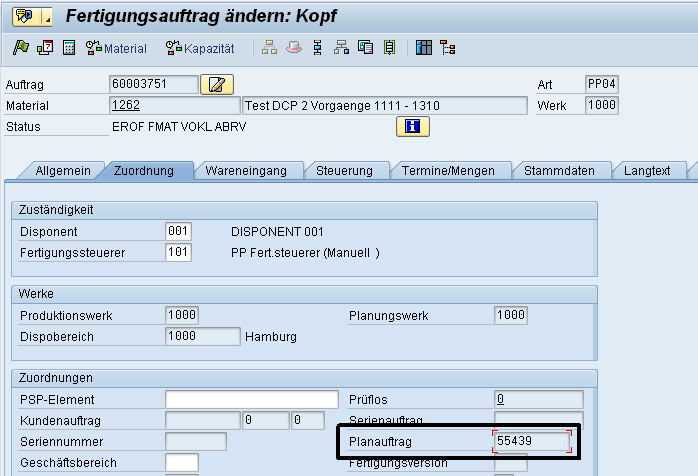 Fertigungsauftrag ändern: Kopf
Material Kapazität
Auftrag 60003751 Art PP04
Material 1262 Test DCP 2 Vorgaenge 1111 - 1310 Werk 1000
Status EROF FMAT VOKL ABRV
Allgemein Zuordnung Wareneingang Steuerung Termine/Mengen Stammdaten Langtext
Zuständigkeit
Disponent 001 DISPONENT 001
Fertigungssteuerer 101 PP Fert.steuerer (Manuell )
Werke
Produktionswerk 1000 Planungswerk 1000
Dispobereich 1000 Hamburg
Zuordnungen
PSP-Element Prüflos 0
Kundenauftrag 0 0 Serienauftrag
Seriennummer Planauftrag 55439
Geschäftsbereich Fertigungsversion